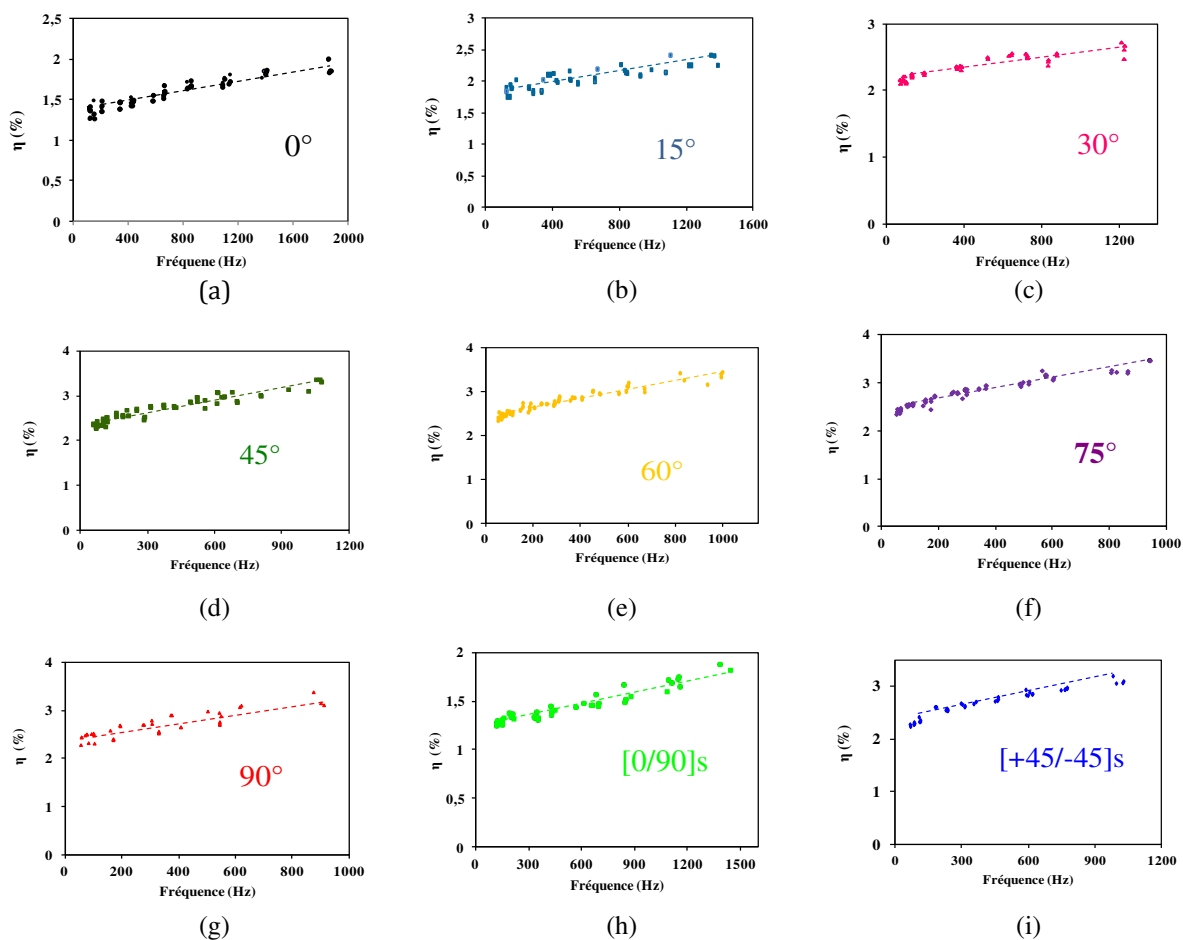 2,5
2
1,5
1
0,5
0
η (%)
0 400 800 1200 1600 2000
Fréquene (Hz)
0°
(a)
3
2,5
2
1,5
1
0,5
0
η (%)
0 400 800 1200 1600
Fréquence (Hz)
15°
(b)
3
2
1
0
η (%)
0 400 800 1200
Fréquence (Hz)
30°
(c)
4
3
2
1
0
η (%)
0 300 600 900 1200
Fréquence (Hz)
45°
(d)
4
3
2
1
0
η (%)
0 200 400 600 800 1000
Fréquence (Hz)
60°
(e)
4
3
2
1
0
η (%)
0 200 400 600 800 1000
Fréquence (Hz)
75°
(f)
4
3
2
1
0
η (%)
0 200 400 600 800 1000
Fréquence (Hz)
90°
(g)
2
1,5
1
0,5
0
η (%)
0 300 600 900 1200 1500
Fréquence (Hz)
[0/90]s
(h)
3
2
1
0
η (%)
0 300 600 900 1200
Fréquence (Hz)
[+45/-45]s
(i)